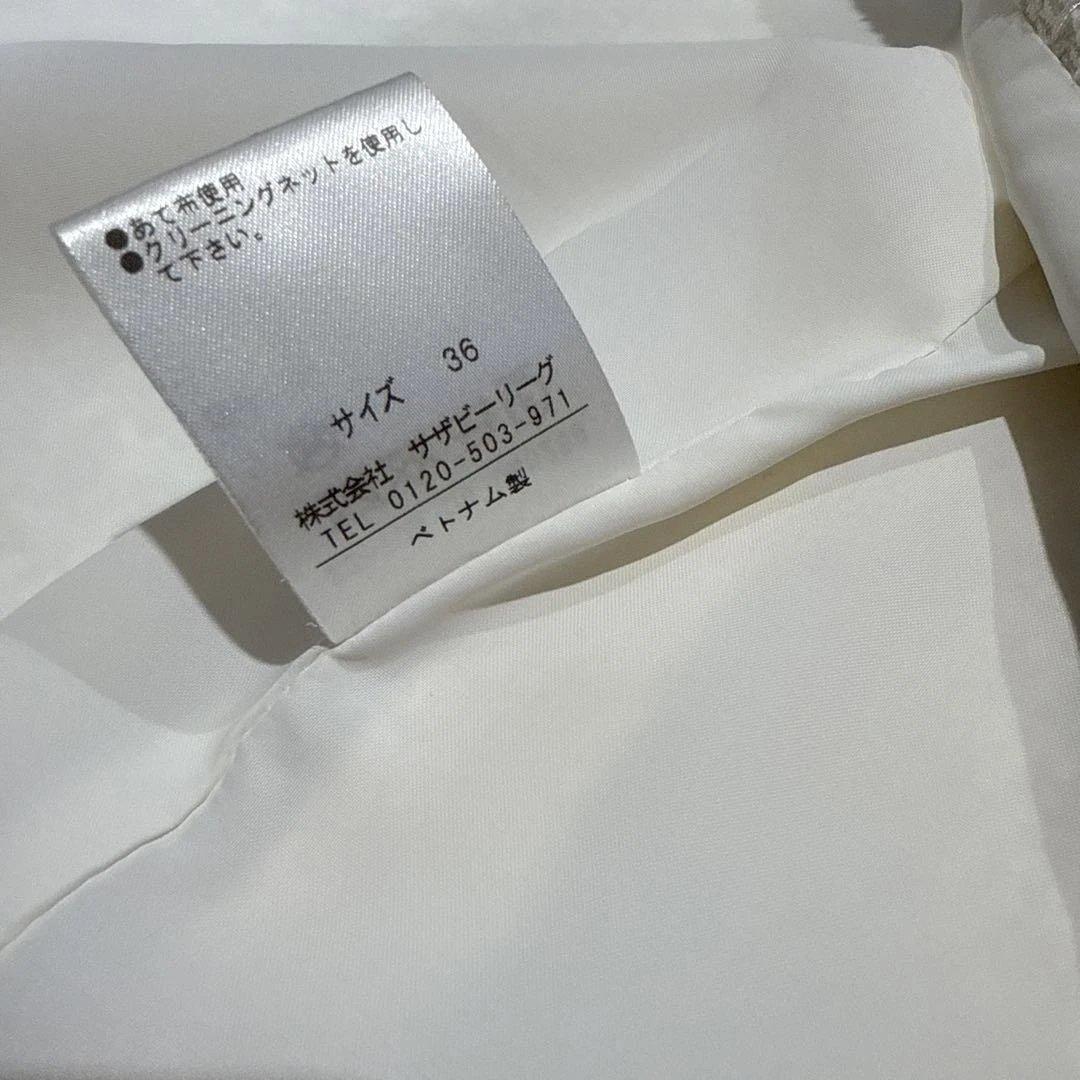 ●あて布使用
●クリーニングネットを使用し
て下さい。
サイズ 36
株式会社 サザビーリーグ
TEL 0120-503-971
ベトナム製